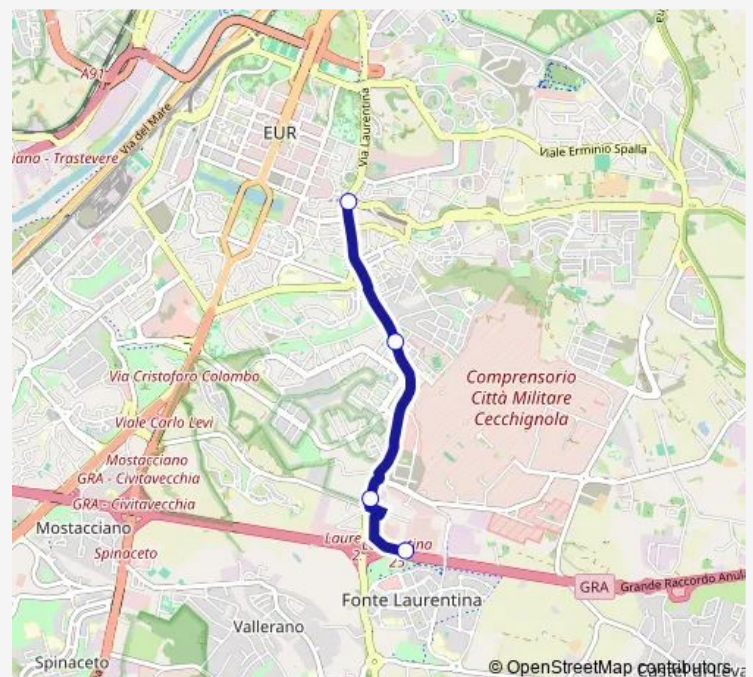 A91
Via del Mare
EUR
Via Laurentina
Viale Erminio Spalla
iano - Trastevere
Via Cristoforo Colombo
Viale Carlo Levi
Mostacciano
GRA - Civitavecchia
GRA - Civitavecchia
Mostacciano
Spinaceto
Comprensorio
Città Militare
Cecchignola
Laure
ina
GRA
Grande Raccordo Anul
Fonte Laurentina
Vallerano
Spinaceto
© OpenStreetMap contributors